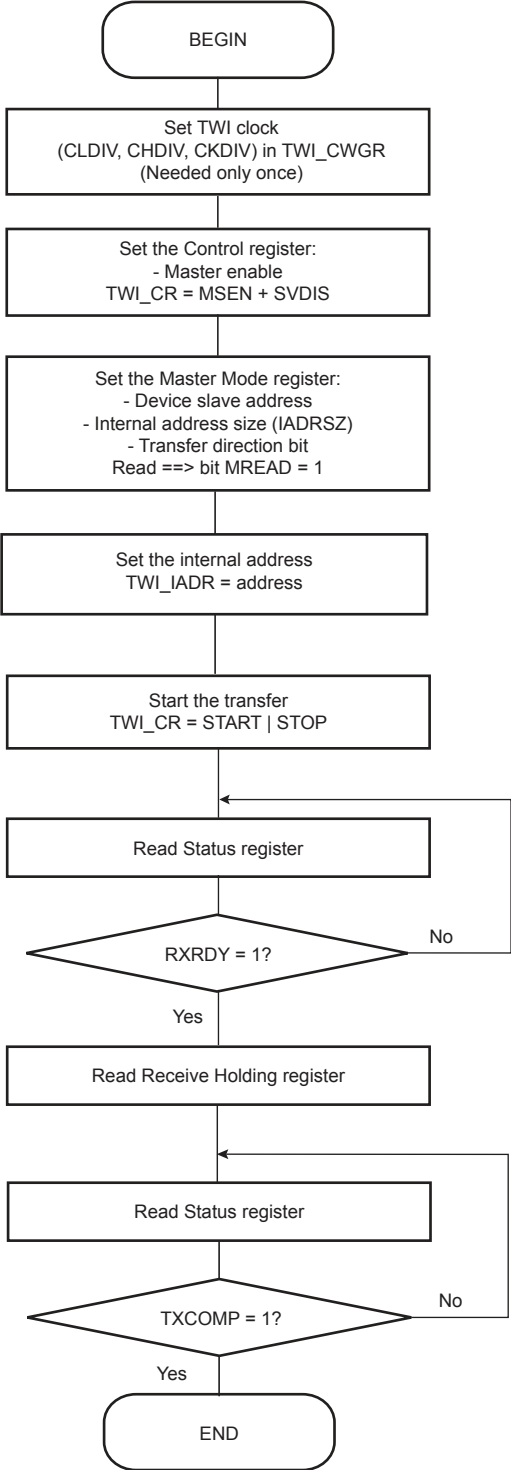 BEGIN
Set TWI clock
(CLDIV, CHDIV, CKDIV) in TWI_CWGR
(Needed only once)
Set the Control register:
- Master enable
TWI_CR = MSEN + SVDIS
Set the Master Mode register:
- Device slave address
- Internal address size (IADRSZ)
- Transfer direction bit
Read ==> bit MREAD = 1
Set the internal address
TWI_IADR = address
Start the transfer
TWI_CR = START | STOP
Read Status register
RXRDY = 1?
No
Yes
Read Receive Holding register
Read Status register
TXCOMP = 1?
No
Yes
END